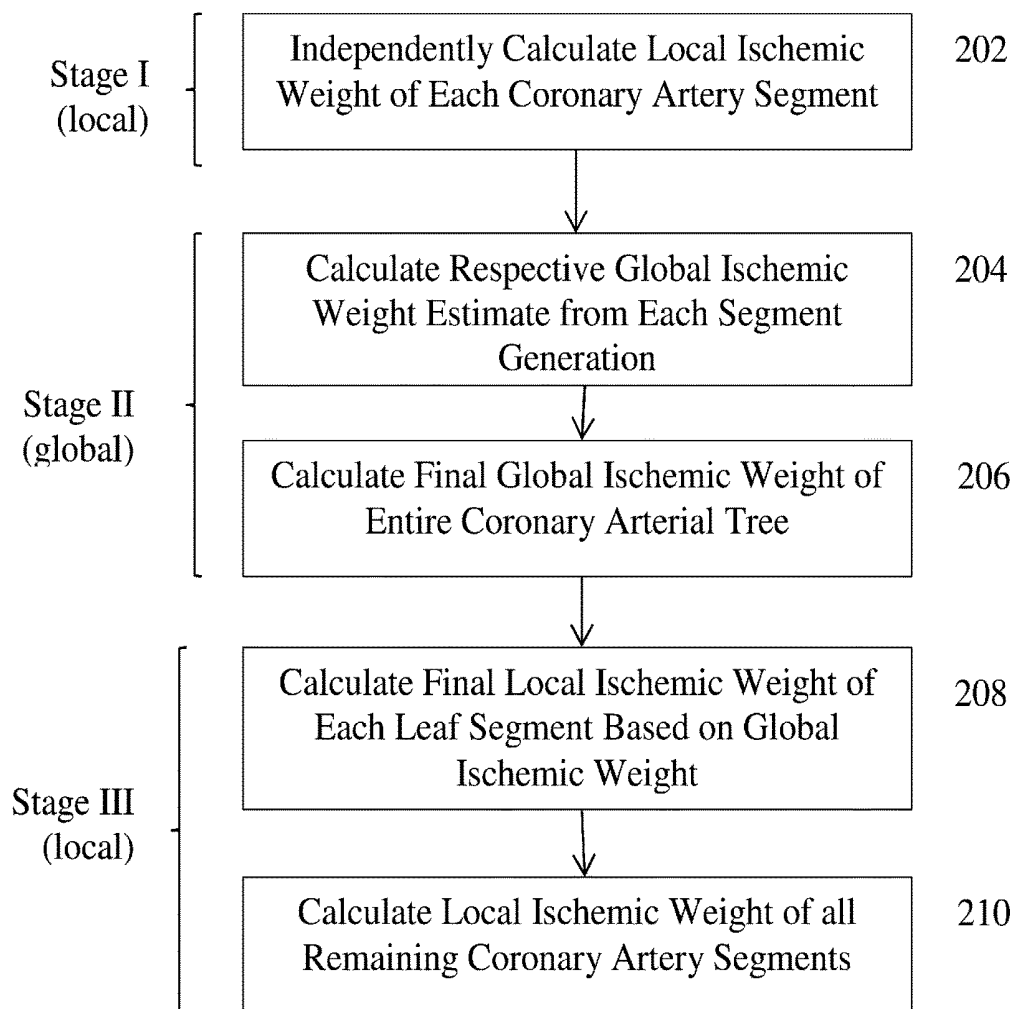 Stage I
(local)
Independently Calculate Local Ischemic
Weight of Each Coronary Artery Segment
202
Stage II
(global)
Calculate Respective Global Ischemic
Weight Estimate from Each Segment
Generation
204
Calculate Final Global Ischemic Weight of
Entire Coronary Arterial Tree
206
Stage III
(local)
Calculate Final Local Ischemic Weight of
Each Leaf Segment Based on Global
Ischemic Weight
208
Calculate Local Ischemic Weight of all
Remaining Coronary Artery Segments
210